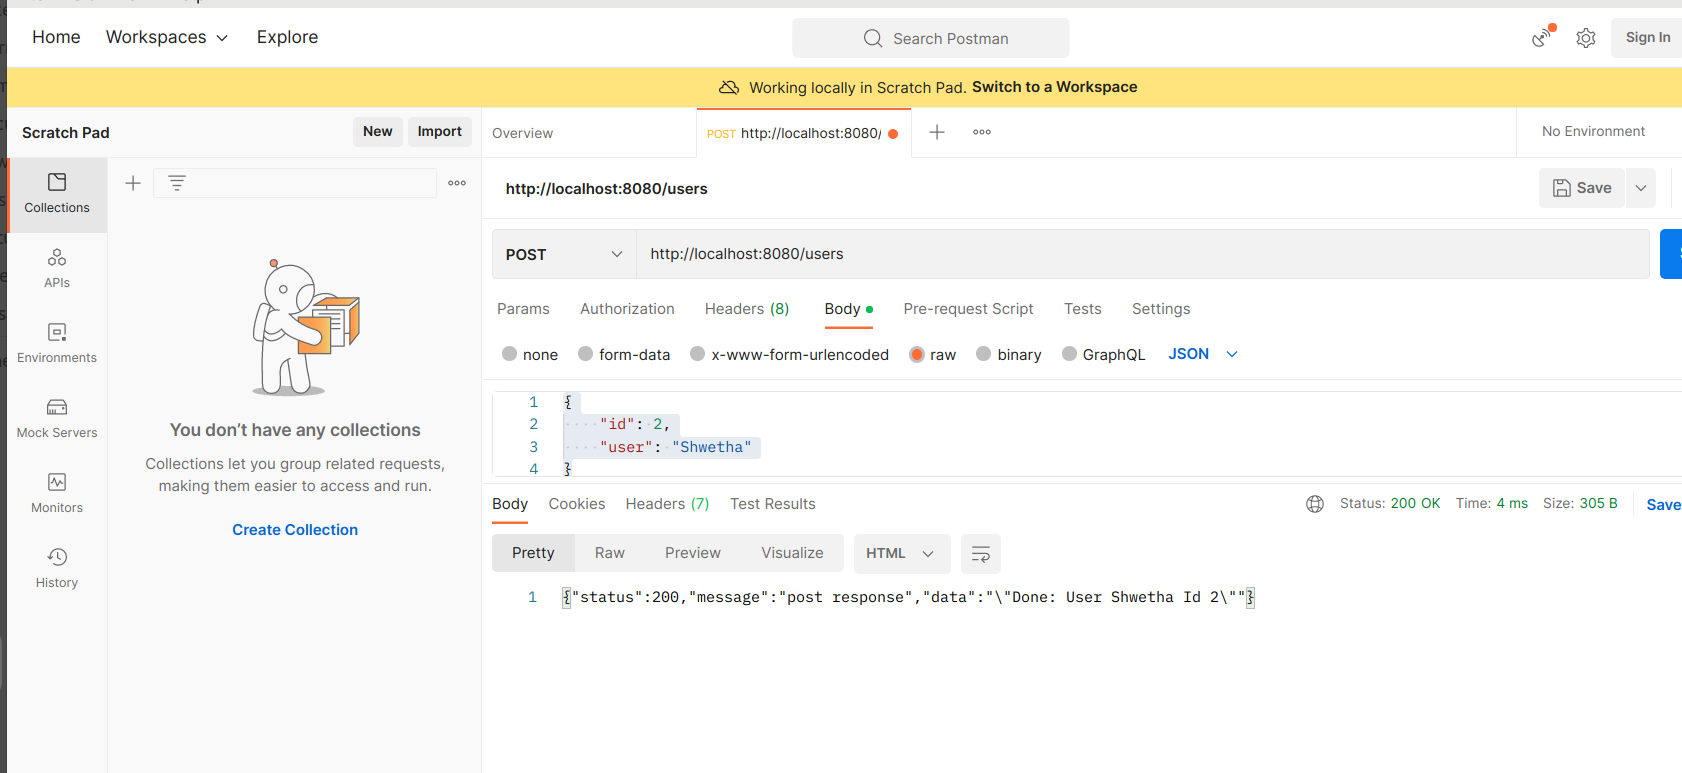 Home Workspaces Explore Search Postman Sign In
Working locally in Scratch Pad. Switch to a Workspace
Scratch Pad New Import
Overview POST http://localhost:8080/ No Environment
Collections
APIs
Environments
Mock Servers
Monitors
History
You don't have any collections
Collections let you group related requests,
making them easier to access and run.
Create Collection
http://localhost:8080/users Save
POST http://localhost:8080/users
Params Authorization Headers (8) Body Pre-request Script Tests Settings
none form-data x-www-form-urlencoded raw binary GraphQL JSON
1 {
2 "id": 2,
3 "user": "Shwetha"
4 }
Body Cookies Headers (7) Test Results Status: 200 OK Time: 4 ms Size: 305 B Save
Pretty Raw Preview Visualize HTML
1 {"status":200,"message":"post response","data":"\"Done: User Shwetha Id 2\""}